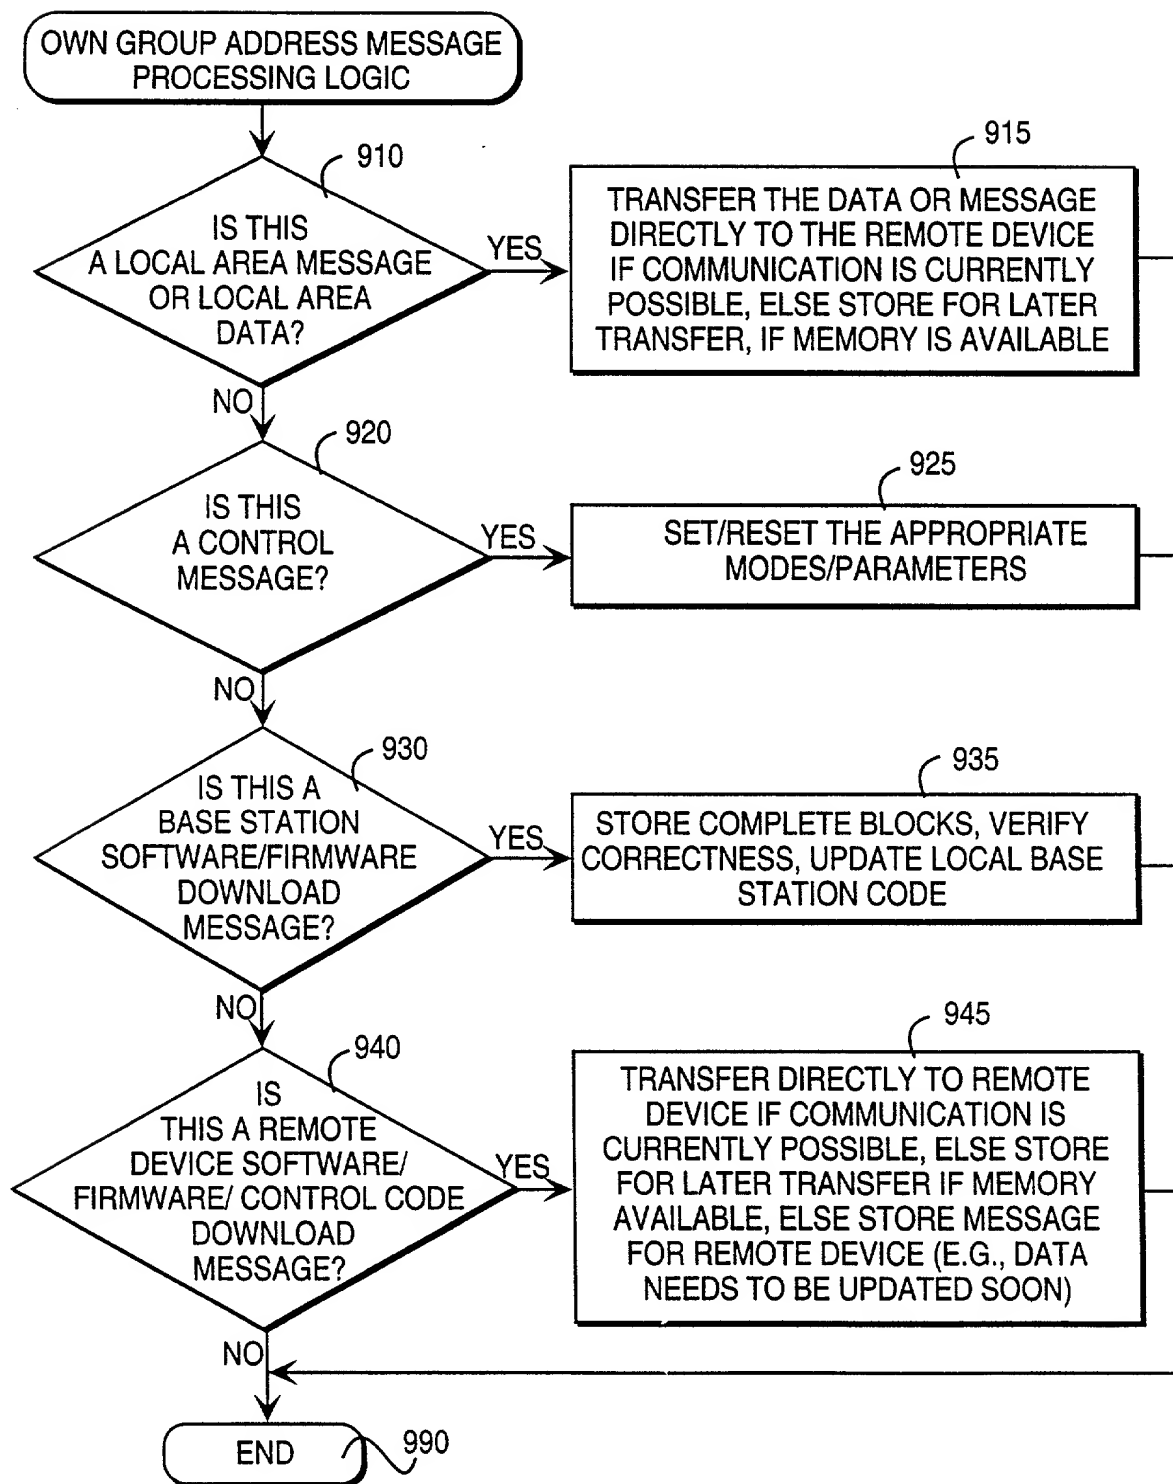 OWN GROUP ADDRESS MESSAGE
PROCESSING LOGIC
910
IS THIS
A LOCAL AREA MESSAGE
OR LOCAL AREA
DATA?
YES
915
TRANSFER THE DATA OR MESSAGE
DIRECTLY TO THE REMOTE DEVICE
IF COMMUNICATION IS CURRENTLY
POSSIBLE, ELSE STORE FOR LATER
TRANSFER, IF MEMORY IS AVAILABLE
NO
920
IS THIS
A CONTROL
MESSAGE?
YES
925
SET/RESET THE APPROPRIATE
MODES/PARAMETERS
NO
930
IS THIS A
BASE STATION
SOFTWARE/FIRMWARE
DOWNLOAD
MESSAGE?
YES
935
STORE COMPLETE BLOCKS, VERIFY
CORRECTNESS, UPDATE LOCAL BASE
STATION CODE
NO
940
IS
THIS A REMOTE
DEVICE SOFTWARE/
FIRMWARE/ CONTROL CODE
DOWNLOAD
MESSAGE?
YES
945
TRANSFER DIRECTLY TO REMOTE
DEVICE IF COMMUNICATION IS
CURRENTLY POSSIBLE, ELSE STORE
FOR LATER TRANSFER IF MEMORY
AVAILABLE, ELSE STORE MESSAGE
FOR REMOTE DEVICE (E.G., DATA
NEEDS TO BE UPDATED SOON)
NO
END
990